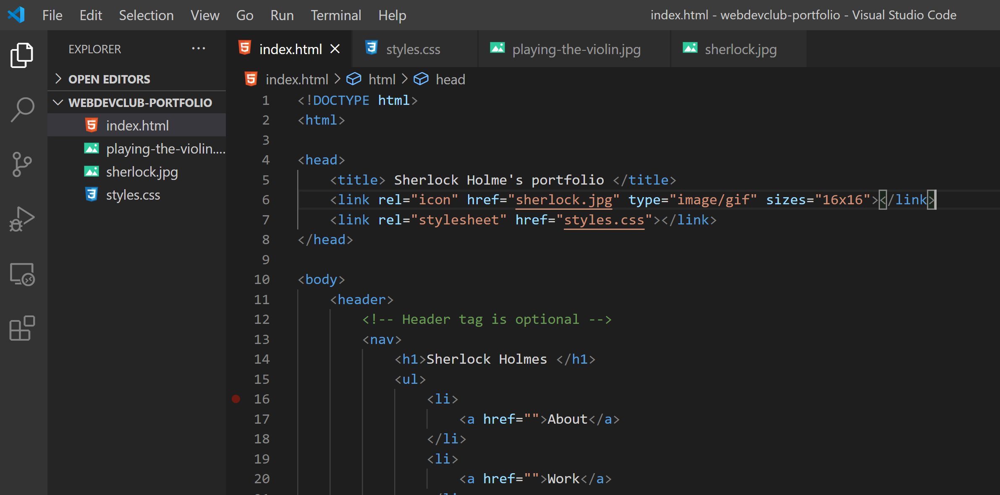 File Edit Selection View Go Run Terminal Help index.html - webdevclub-portfolio - Visual Studio Code
EXPLORER ...
OPEN EDITORS
WEBDEVCLUB-PORTFOLIO
index.html
playing-the-violin....
sherlock.jpg
styles.css
index.html styles.css playing-the-violin.jpg sherlock.jpg
index.html > html > head
1 <!DOCTYPE html>
2 <html>
3
4 <head>
5 <title> Sherlock Holme's portfolio </title>
6 <link rel="icon" href="sherlock.jpg" type="image/gif" sizes="16x16"></link>
7 <link rel="stylesheet" href="styles.css"></link>
8 </head>
9
10 <body>
11 <header>
12 <!-- Header tag is optional -->
13 <nav>
14 <h1>Sherlock Holmes </h1>
15 <ul>
16 <li>
17 <a href="">About</a>
18 </li>
19 <li>
20 <a href="">Work</a>